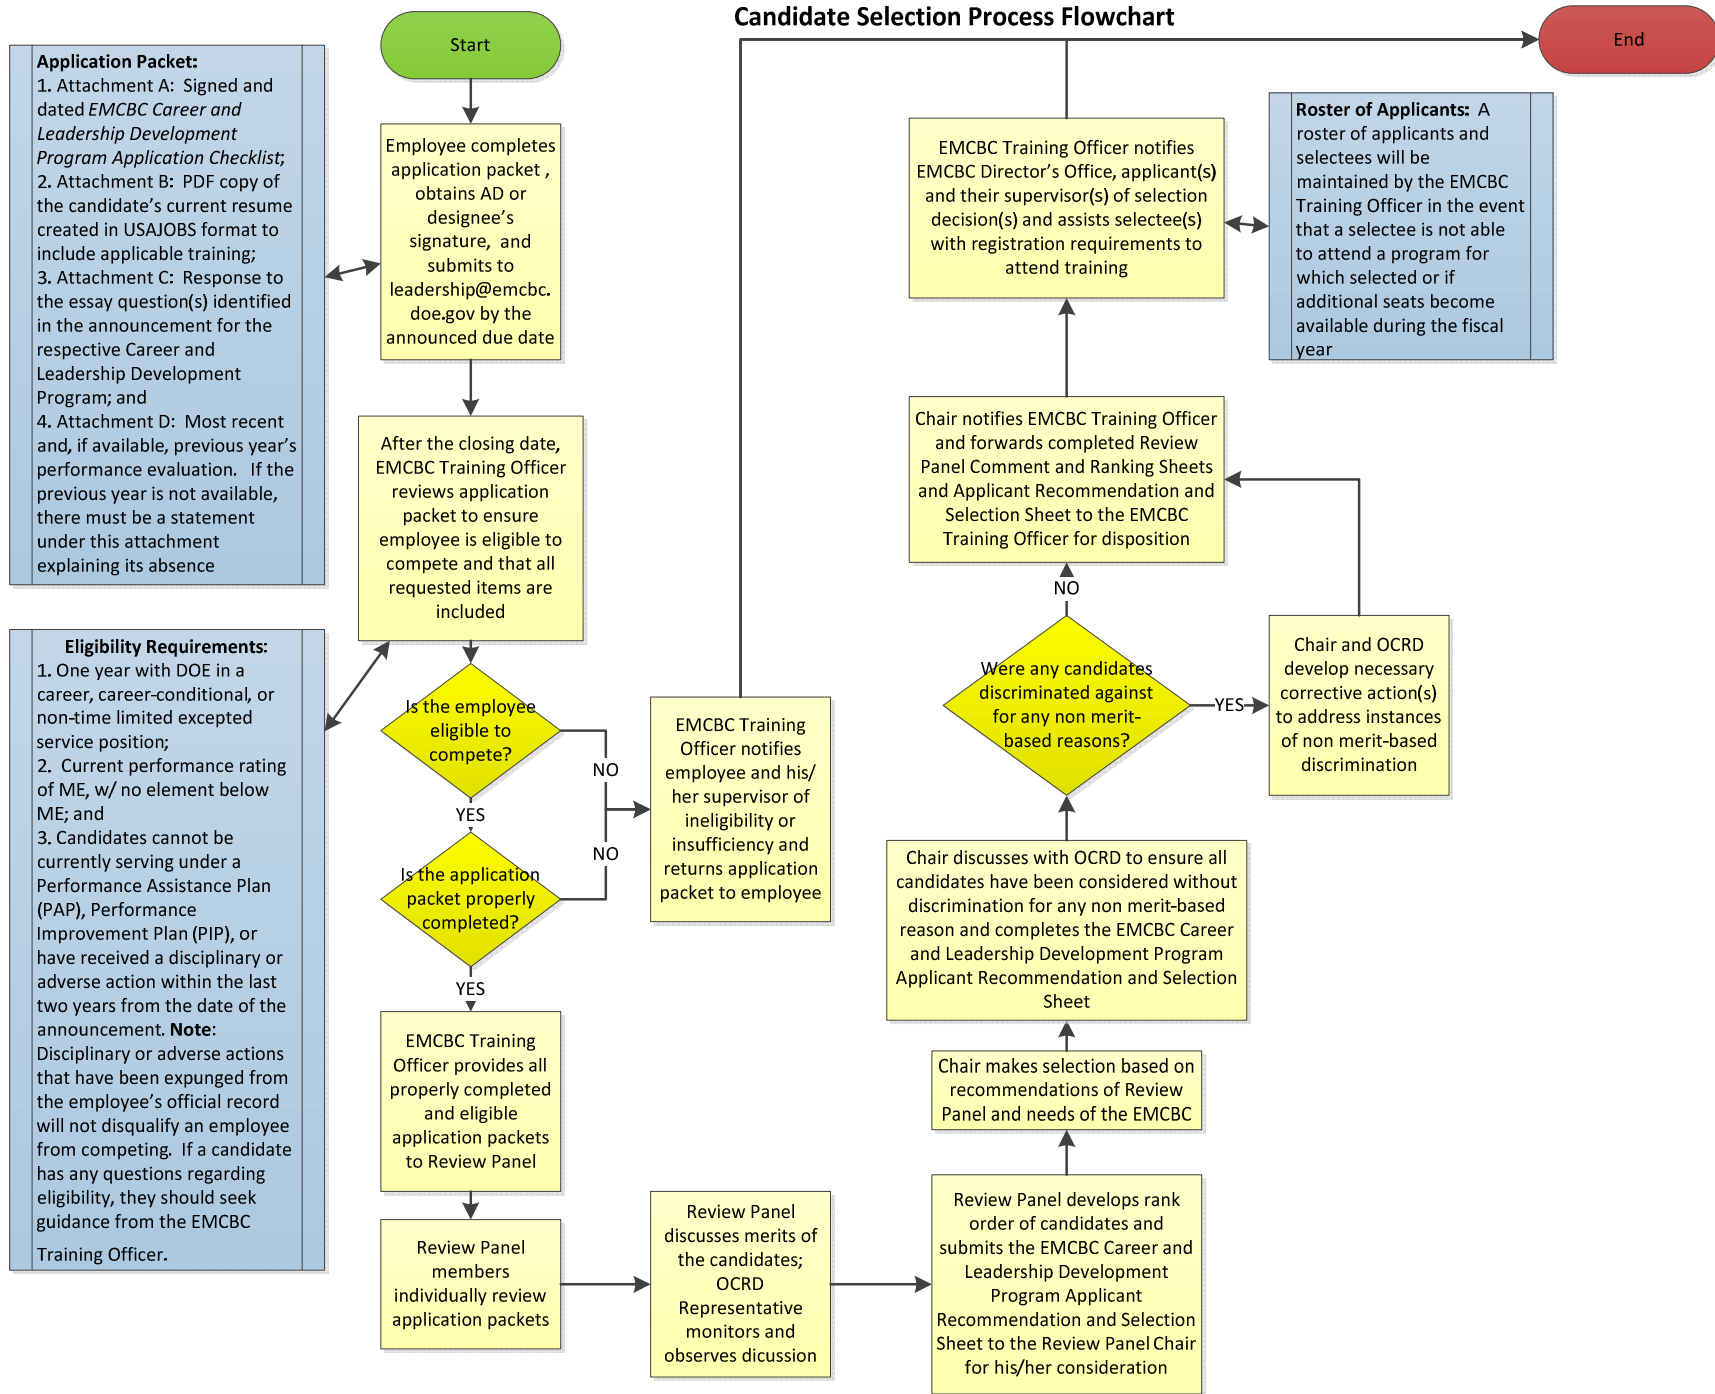 Candidate Selection Process Flowchart
Start
End
Application Packet:
1. Attachment A:  Signed and
dated EMCBC Career and
Leadership Development
Program Application Checklist;
2. Attachment B:  PDF copy of
the candidate's current resume
created in USAJOBS format to
include applicable training;
3. Attachment C:  Response to
the essay question(s) identified
in the announcement for the
respective Career and
Leadership Development
Program; and
4. Attachment D:  Most recent
and, if available, previous year's
performance evaluation.   If the
previous year is not available,
there must be a statement
under this attachment
explaining its absence
Employee completes
application packet ,
obtains AD or
designee's
signature,  and
submits to
leadership@emcbc.
doe.gov by the
announced due date
After the closing date,
EMCBC Training Officer
reviews application
packet to ensure
employee is eligible to
compete and that all
requested items are
included
Eligibility Requirements:
1. One year with DOE in a
career, career-conditional, or
non-time limited excepted
service position;
2.  Current performance rating
of ME, w/ no element below
ME; and
3. Candidates cannot be
currently serving under a
Performance Assistance Plan
(PAP), Performance
Improvement Plan (PIP), or
have received a disciplinary or
adverse action within the last
two years from the date of the
announcement. Note:
Disciplinary or adverse actions
that have been expunged from
the employee's official record
will not disqualify an employee
from competing.  If a candidate
has any questions regarding
eligibility, they should seek
guidance from the EMCBC
Training Officer.
Is the employee
eligible to
compete?
NO
YES
Is the application
packet properly
completed?
NO
YES
EMCBC Training
Officer notifies
employee and his/
her supervisor of
ineligibility or
insufficiency and
returns application
packet to employee
EMCBC Training
Officer provides all
properly completed
and eligible
application packets
to Review Panel
Review Panel
members
individually review
application packets
Review Panel
discusses merits of
the candidates;
OCRD
Representative
monitors and
observes dicussion
Review Panel develops rank
order of candidates and
submits the EMCBC Career and
Leadership Development
Program Applicant
Recommendation and Selection
Sheet to the Review Panel Chair
for his/her consideration
Chair makes selection based on
recommendations of Review
Panel and needs of the EMCBC
Chair discusses with OCRD to ensure all
candidates have been considered without
discrimination for any non merit-based
reason and completes the EMCBC Career
and Leadership Development Program
Applicant Recommendation and Selection
Sheet
Were any candidates
discriminated against
for any non merit-
based reasons?
YES
NO
Chair and OCRD
develop necessary
corrective action(s)
to address instances
of non merit-based
discrimination
Chair notifies EMCBC Training Officer
and forwards completed Review
Panel Comment and Ranking Sheets
and Applicant Recommendation and
Selection Sheet to the EMCBC
Training Officer for disposition
EMCBC Training Officer notifies
EMCBC Director's Office, applicant(s)
and their supervisor(s) of selection
decision(s) and assists selectee(s)
with registration requirements to
attend training
Roster of Applicants:  A
roster of applicants and
selectees will be
maintained by the EMCBC
Training Officer in the event
that a selectee is not able
to attend a program for
which selected or if
additional seats become
available during the fiscal
year